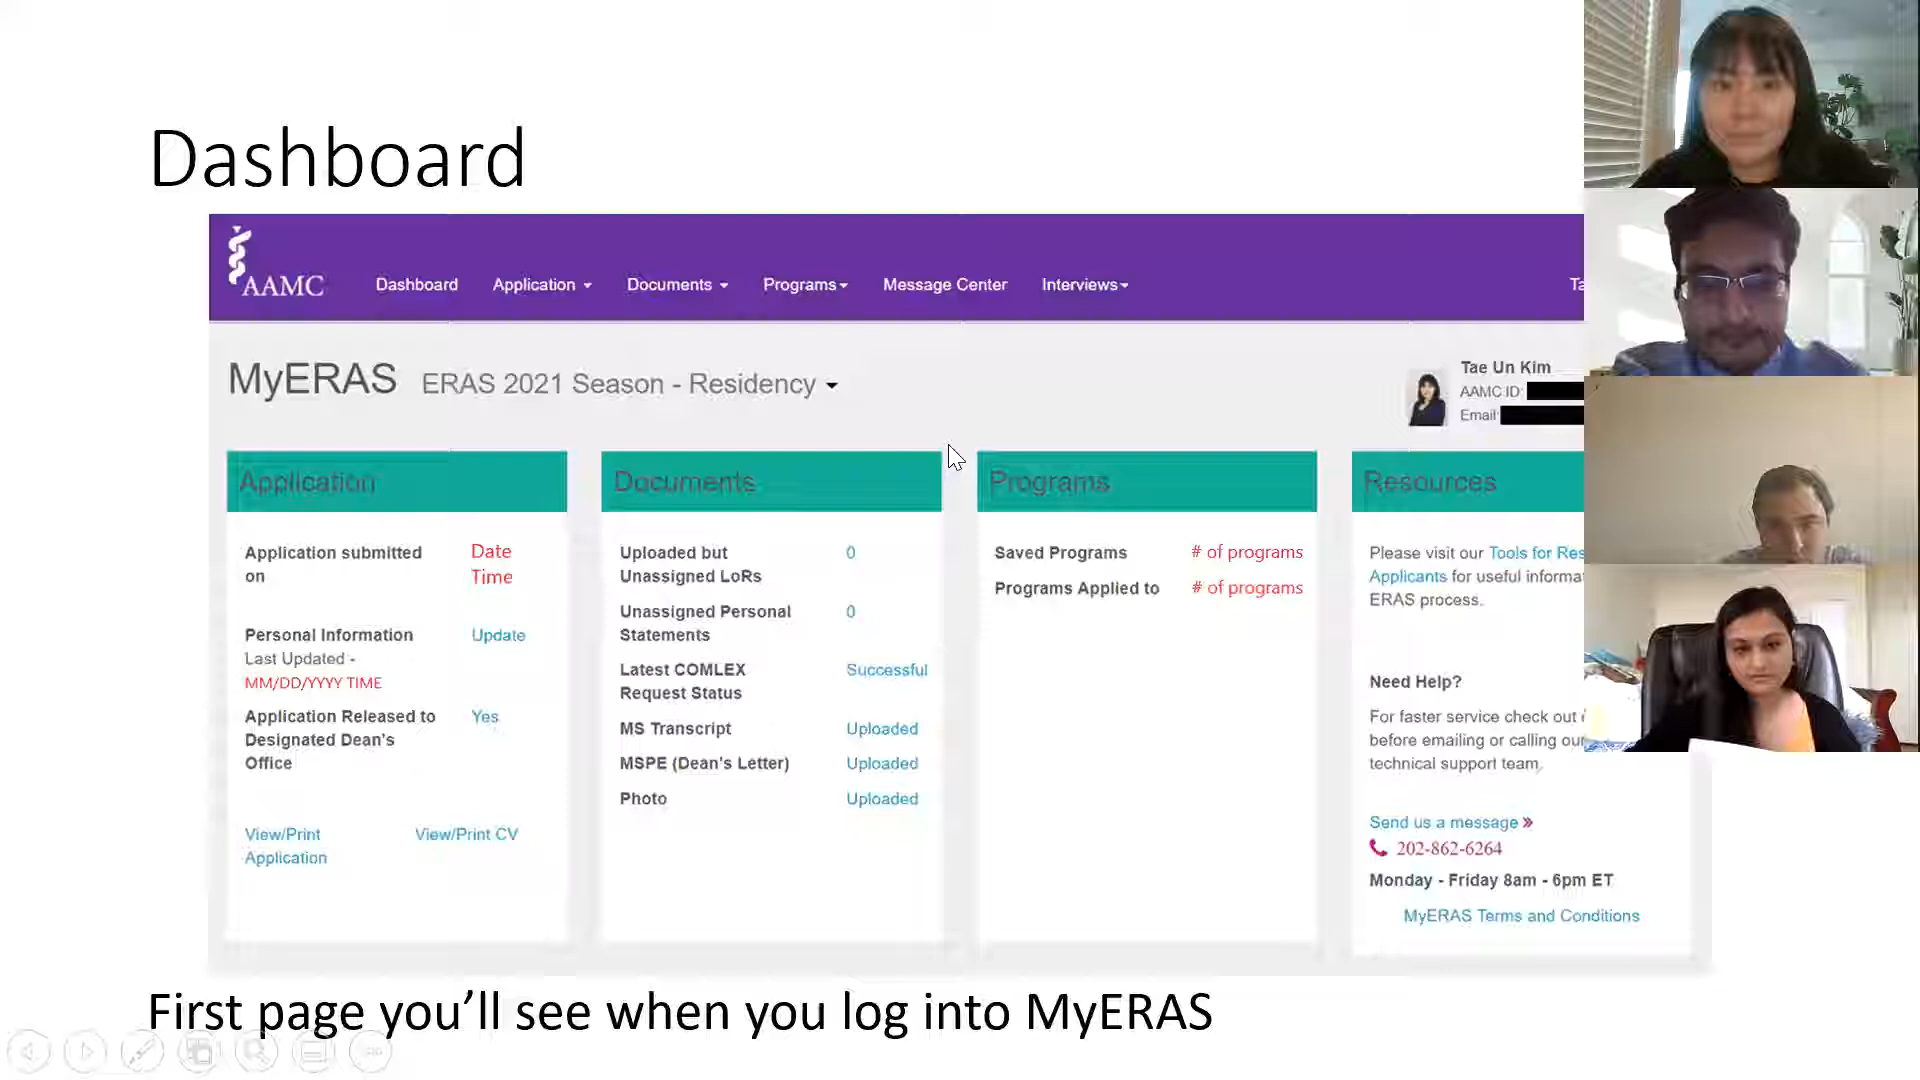 Dashboard
AAMC
Dashboard Application Documents Programs Message Center Interviews
MyERAS ERAS 2021 Season - Residency
Tae Un Kim
AAMC ID:
Email:
Application
Application submitted on Date Time
Personal Information Update
Last Updated -
MM/DD/YYYY TIME
Application Released to Yes
Designated Dean's
Office
View/Print Application
View/Print CV
Documents
Uploaded but 0
Unassigned LoRs
Unassigned Personal 0
Statements
Latest COMLEX Successful
Request Status
MS Transcript Uploaded
MSPE (Dean's Letter) Uploaded
Photo Uploaded
Programs
Saved Programs # of programs
Programs Applied to # of programs
Resources
Please visit our Tools for Res
Applicants for useful informa
ERAS process.
Need Help?
For faster service check out
before emailing or calling ou
technical support team.
Send us a message »
202-862-6264
Monday - Friday 8am - 6pm ET
MyERAS Terms and Conditions
First page you'll see when you log into MyERAS